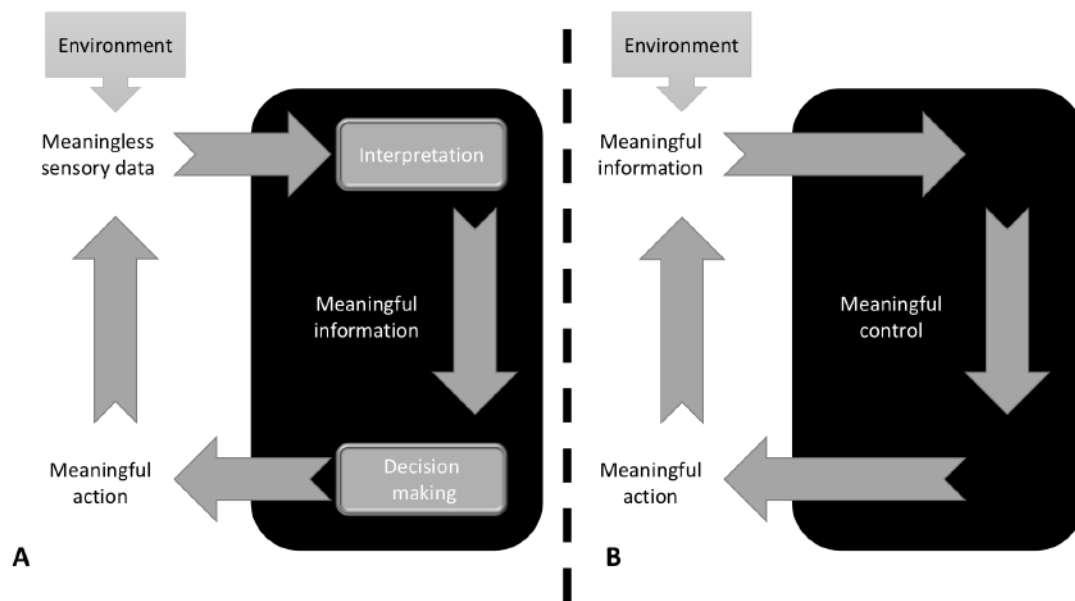 Environment
Meaningless
sensory data
Interpretation
Meaningful
information
Meaningful
action
Decision
making
A
Environment
Meaningful
information
Meaningful
control
Meaningful
action
B